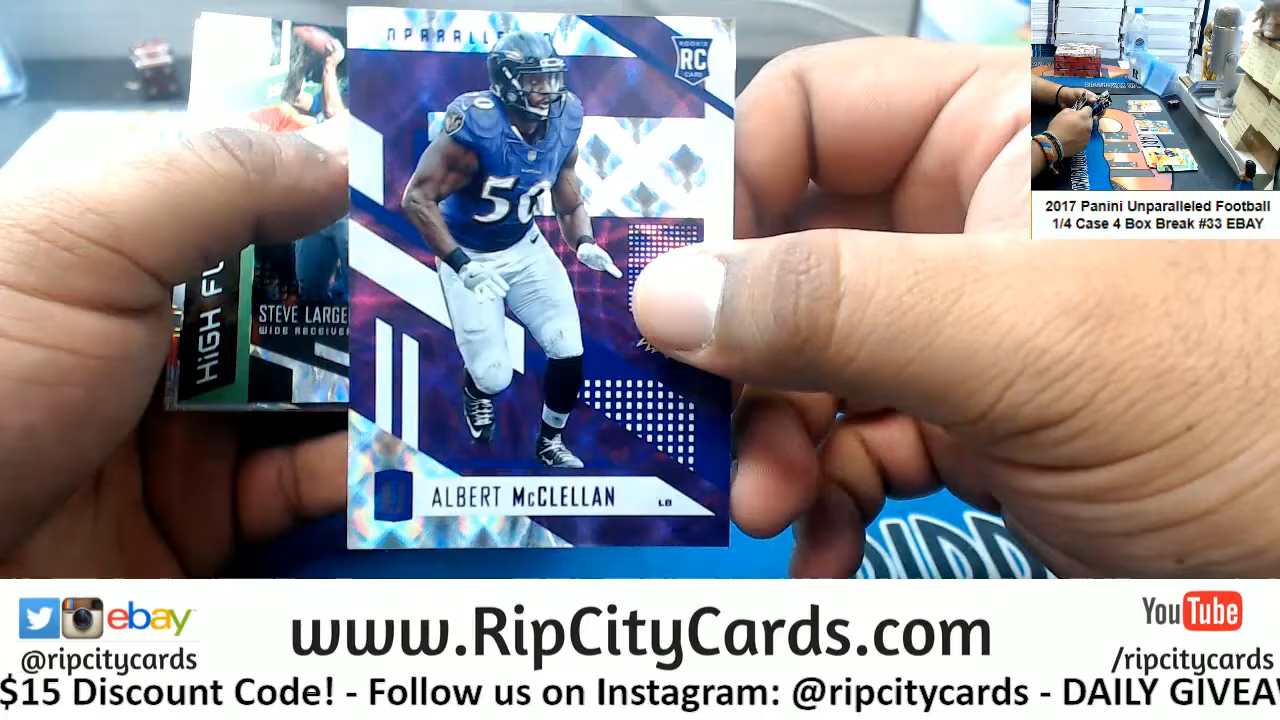 NPARALLE
ROOKIE
RC
CARD
50
HIGH FL
STEVE LARGE
WIDE RECEIVER
ALBERT McCLELLAN
LB
2017 Panini Unparalleled Football
1/4 Case 4 Box Break #33 EBAY
ebay
@ripcitycards
www.RipCityCards.com
YouTube
/ripcitycards
$15 Discount Code! - Follow us on Instagram: @ripcitycards - DAILY GIVEA